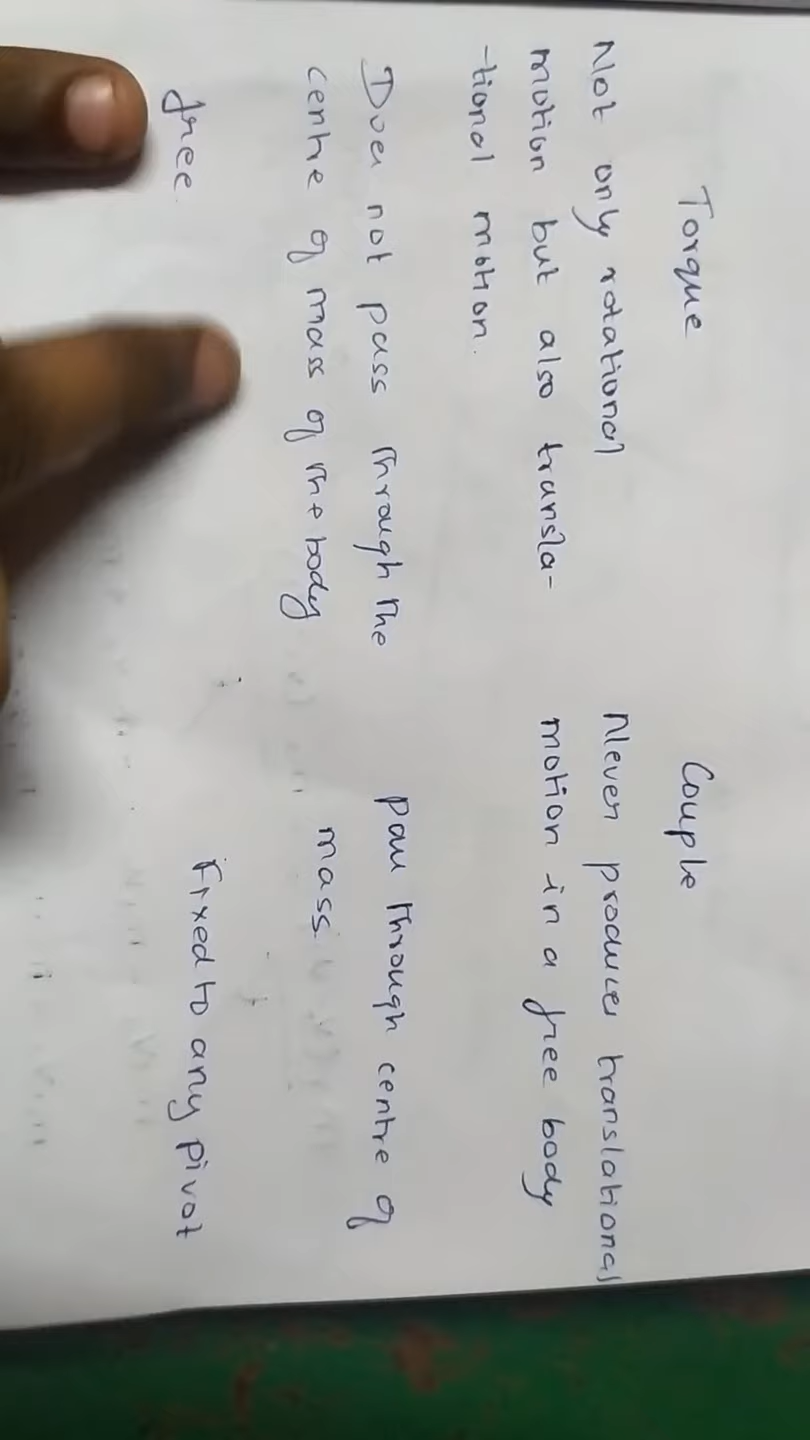 Torque
Couple
Not only rotational
motion but also transla-
-tional motion.
Never produces translational
motion in a free body
Does not pass through the
centre of mass of the body
pass through centre of
mass.
free
Fixed to any pivot